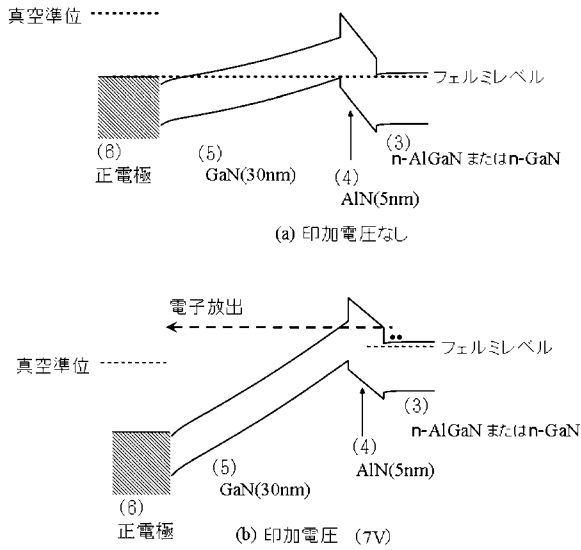 真空準位
フェルミレベル
(6)
正電極
(5)
GaN(30nm)
(4)
AlN(5nm)
(3)
n-AlGaN または n-GaN
(a) 印加電圧なし
電子放出
真空準位
フェルミレベル
(3)
n-AlGaN または n-GaN
(4)
AlN(5nm)
(5)
GaN(30nm)
(6)
正電極
(b) 印加電圧 (7V)